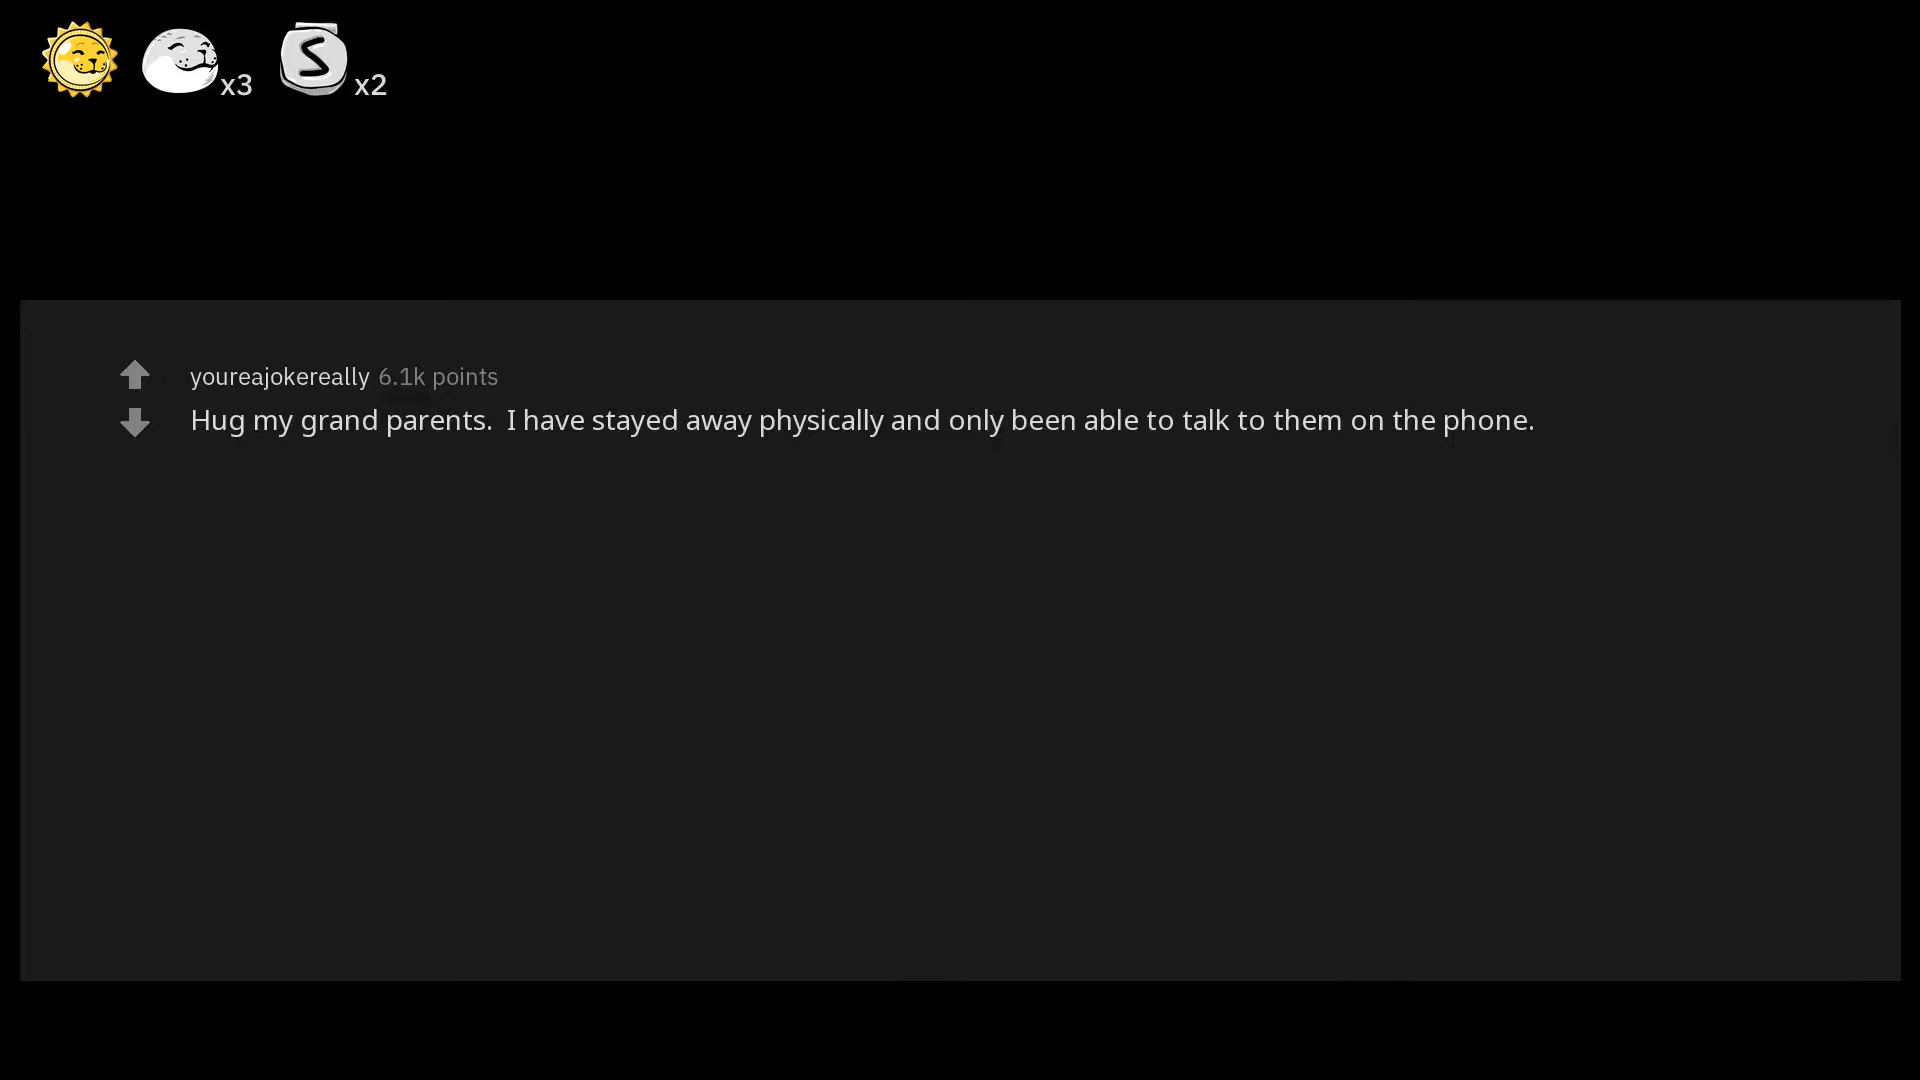 S
x3
x2
youreajokereally 6.1k points
Hug my grand parents.  I have stayed away physically and only been able to talk to them on the phone.